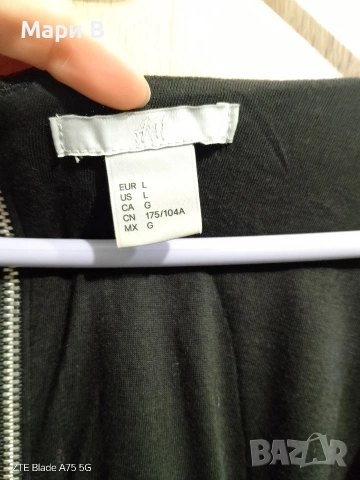 Мари В
H&M
EUR L
US L
CA G
CN 175/104A
MX G
ZTE Blade A75 5G
BAZAR